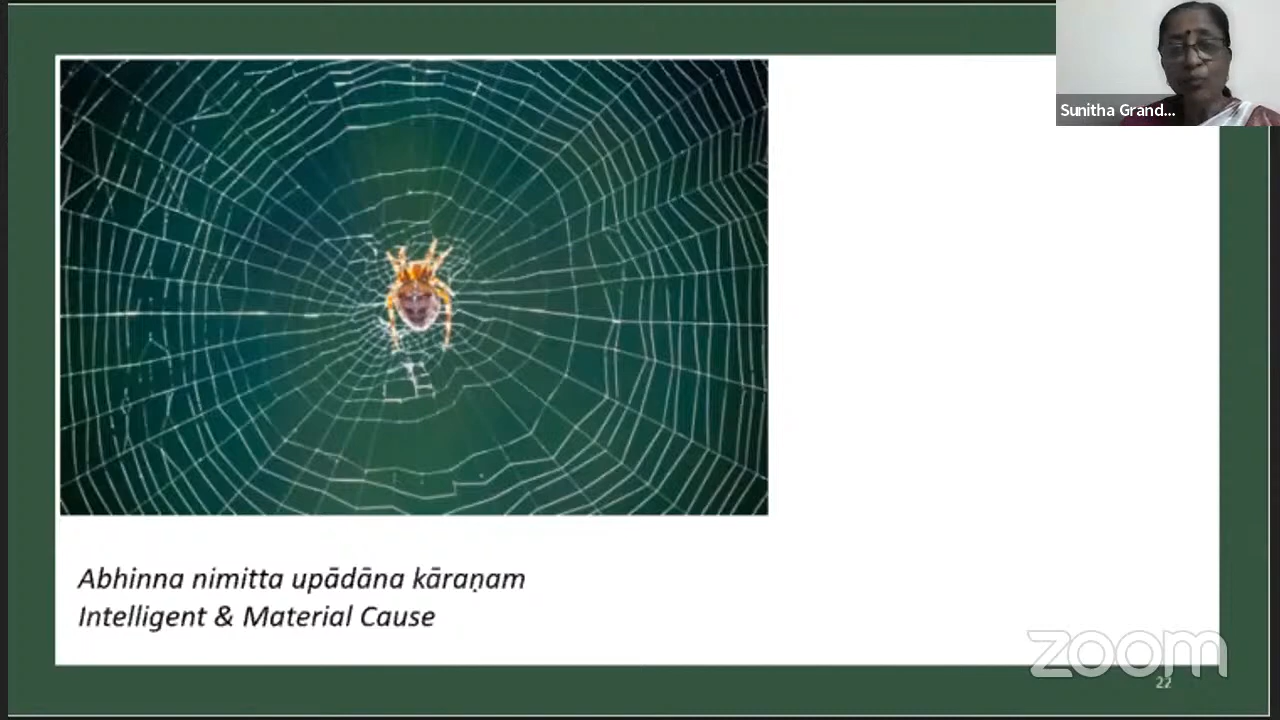 Sunitha Grand...
Abhinna nimitta upādāna kāraṇam
Intelligent & Material Cause
zoom
22